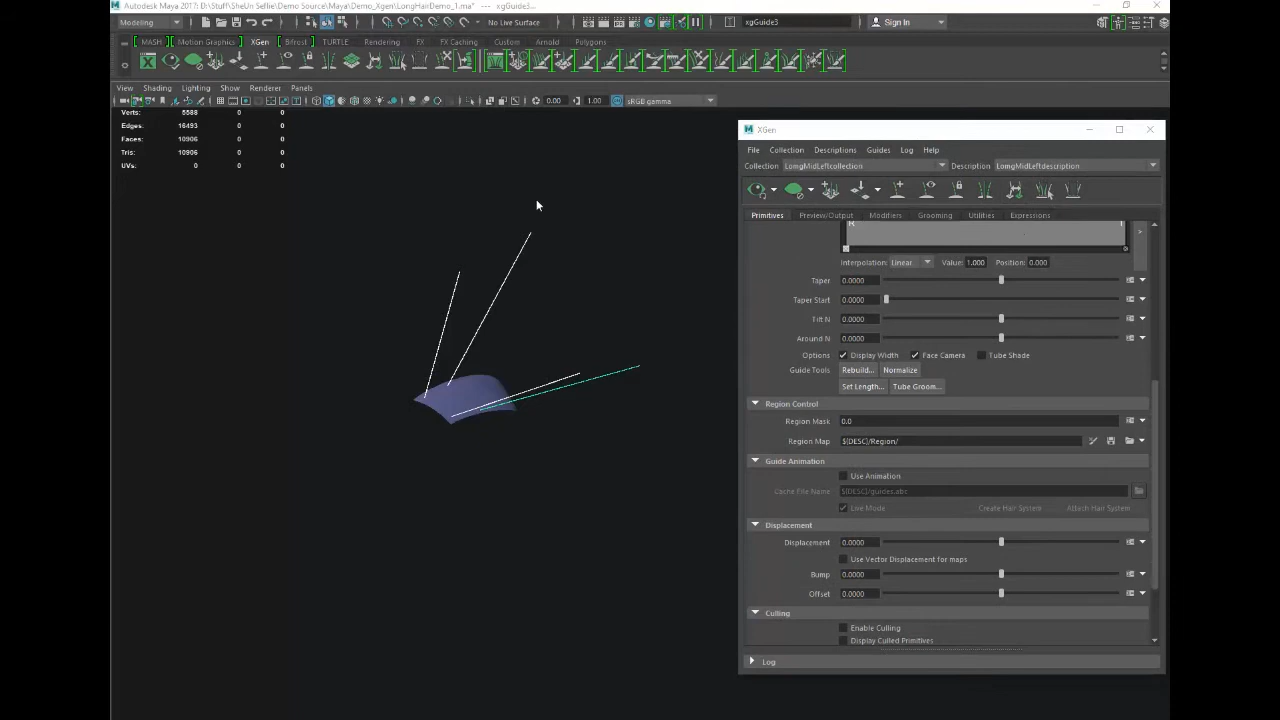 Autodesk Maya 2017: D:\Stuff\SheUn Sellie\Demo Source\Maya\Demo_Xgen\LongHairDemo_1.ma* --- xgGuide3...
Modeling No Live Surface xgGuide3 Sign In
MASH Motion Graphics XGen Bifrost TURTLE Rendering FX FX Caching Custom Arnold Polygons
View Shading Lighting Show Renderer Panels
0.00 1.00 sRGB gamma
Verts: 5588 0 0
Edges: 16493 0 0
Faces: 10906 0 0
Tris: 10906 0 0
UVs: 0 0 0
XGen
File Collection Descriptions Guides Log Help
Collection LongMidLeftcollection Description LongMidLeftdescription
Primitives Preview/Output Modifiers Grooming Utilities Expressions
R
>
Interpolation: Linear Value: 1.000 Position: 0.000
Taper 0.0000
Taper Start 0.0000
Tilt N 0.0000
Around N 0.0000
Options Display Width Face Camera Tube Shade
Guide Tools Rebuild... Normalize
Set Length... Tube Groom...
Region Control
Region Mask 0.0
Region Map ${DESC}/Region/
Guide Animation
Use Animation
Cache File Name ${DESC}/guides.abc
Live Mode Create Hair System Attach Hair System
Displacement
Displacement 0.0000
Use Vector Displacement for maps
Bump 0.0000
Offset 0.0000
Culling
Enable Culling
Display Culled Primitives
Log